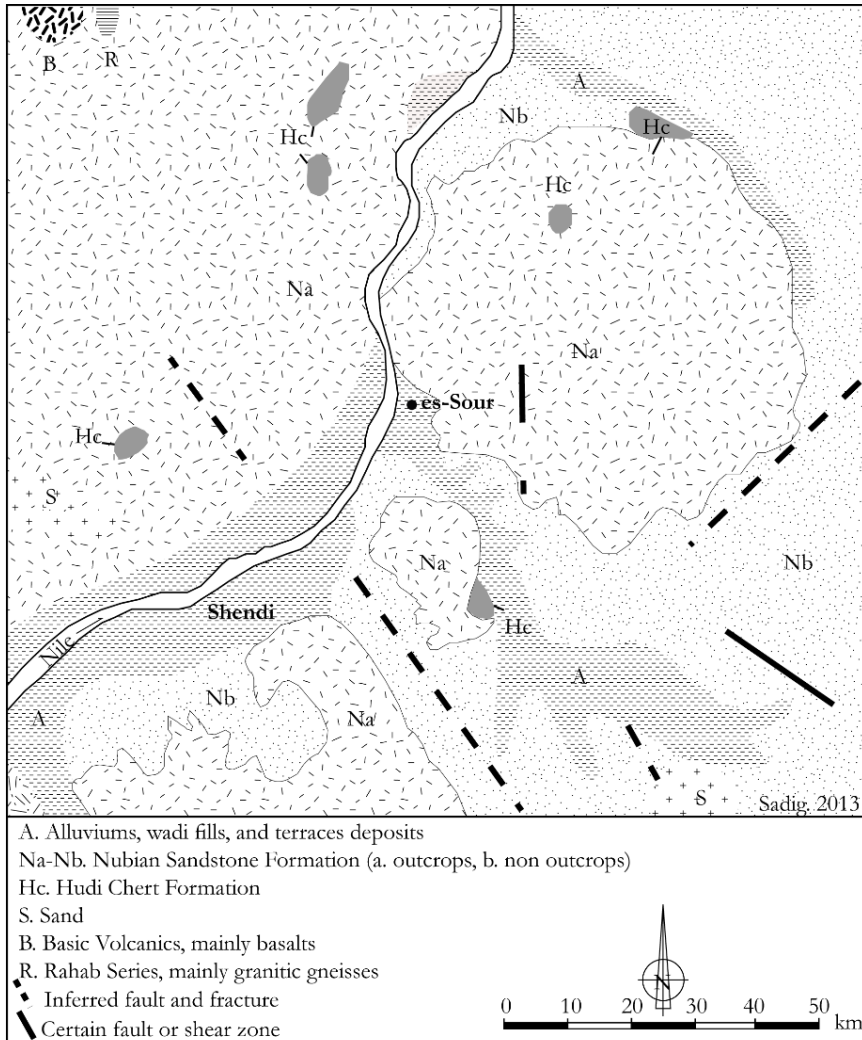 B
R
Hc
A
Nb
Hc
Hc
Na
Na
es-Sour
Hc
S
Na
Nb
Shendi
Hc
Nile
A
Nb
Na
A
S
Sadig. 2013
A. Alluviums, wadi fills, and terraces deposits
Na-Nb. Nubian Sandstone Formation (a. outcrops, b. non outcrops)
Hc. Hudi Chert Formation
S. Sand
B. Basic Volcanics, mainly basalts
R. Rahab Series, mainly granitic gneisses
Inferred fault and fracture
Certain fault or shear zone
N
0 10 20 30 40 50 km